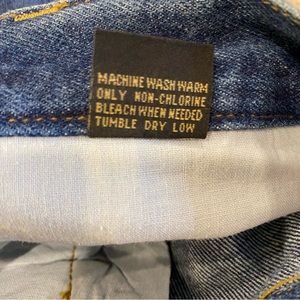 MACHINE WASH WARM
ONLY NON-CHLORINE
BLEACH WHEN NEEDED
TUMBLE DRY LOW